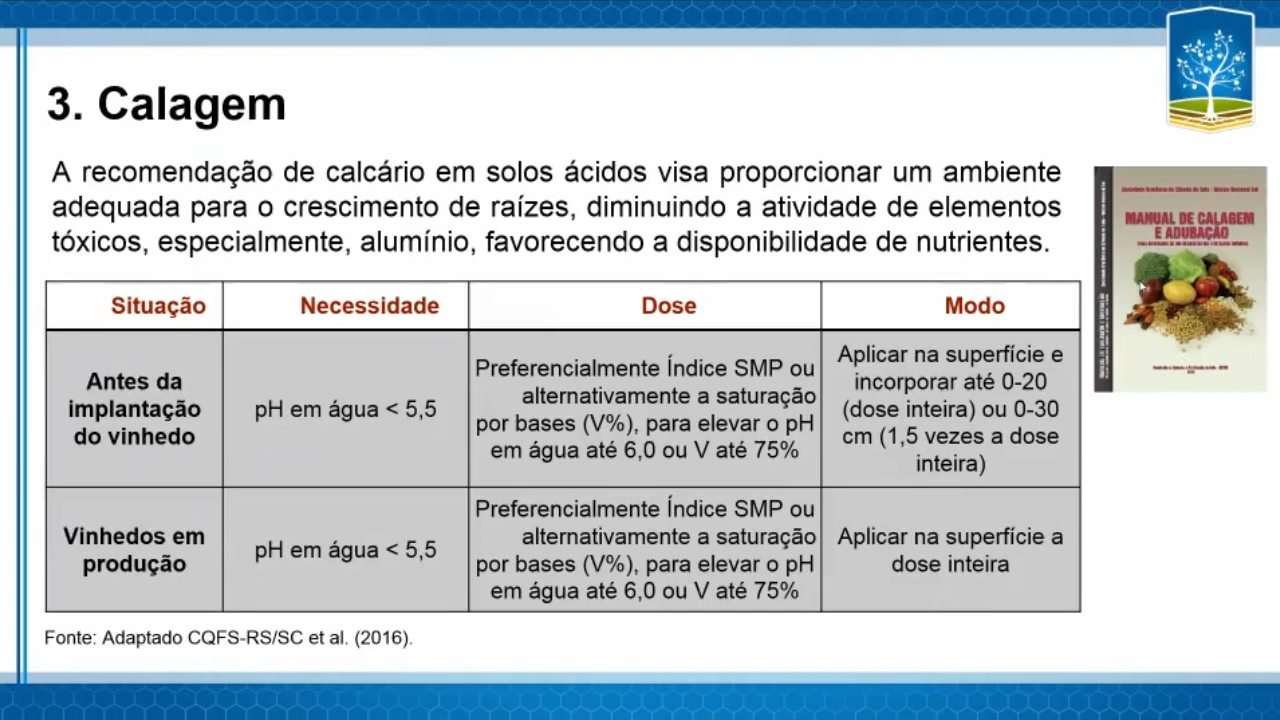 3. Calagem
A recomendação de calcário em solos ácidos visa proporcionar um ambiente
adequada para o crescimento de raízes, diminuindo a atividade de elementos
tóxicos, especialmente, alumínio, favorecendo a disponibilidade de nutrientes.
Situação
Necessidade
Dose
Modo
Antes da
implantação
do vinhedo
pH em água < 5,5
Preferencialmente Índice SMP ou
alternativamente a saturação
por bases (V%), para elevar o pH
em água até 6,0 ou V até 75%
Aplicar na superfície e
incorporar até 0-20
(dose inteira) ou 0-30
cm (1,5 vezes a dose
inteira)
Vinhedos em
produção
pH em água < 5,5
Preferencialmente Índice SMP ou
alternativamente a saturação
por bases (V%), para elevar o pH
em água até 6,0 ou V até 75%
Aplicar na superfície a
dose inteira
Fonte: Adaptado CQFS-RS/SC et al. (2016).
MANUAL DE CALAGEM
E ADUBAÇÃO